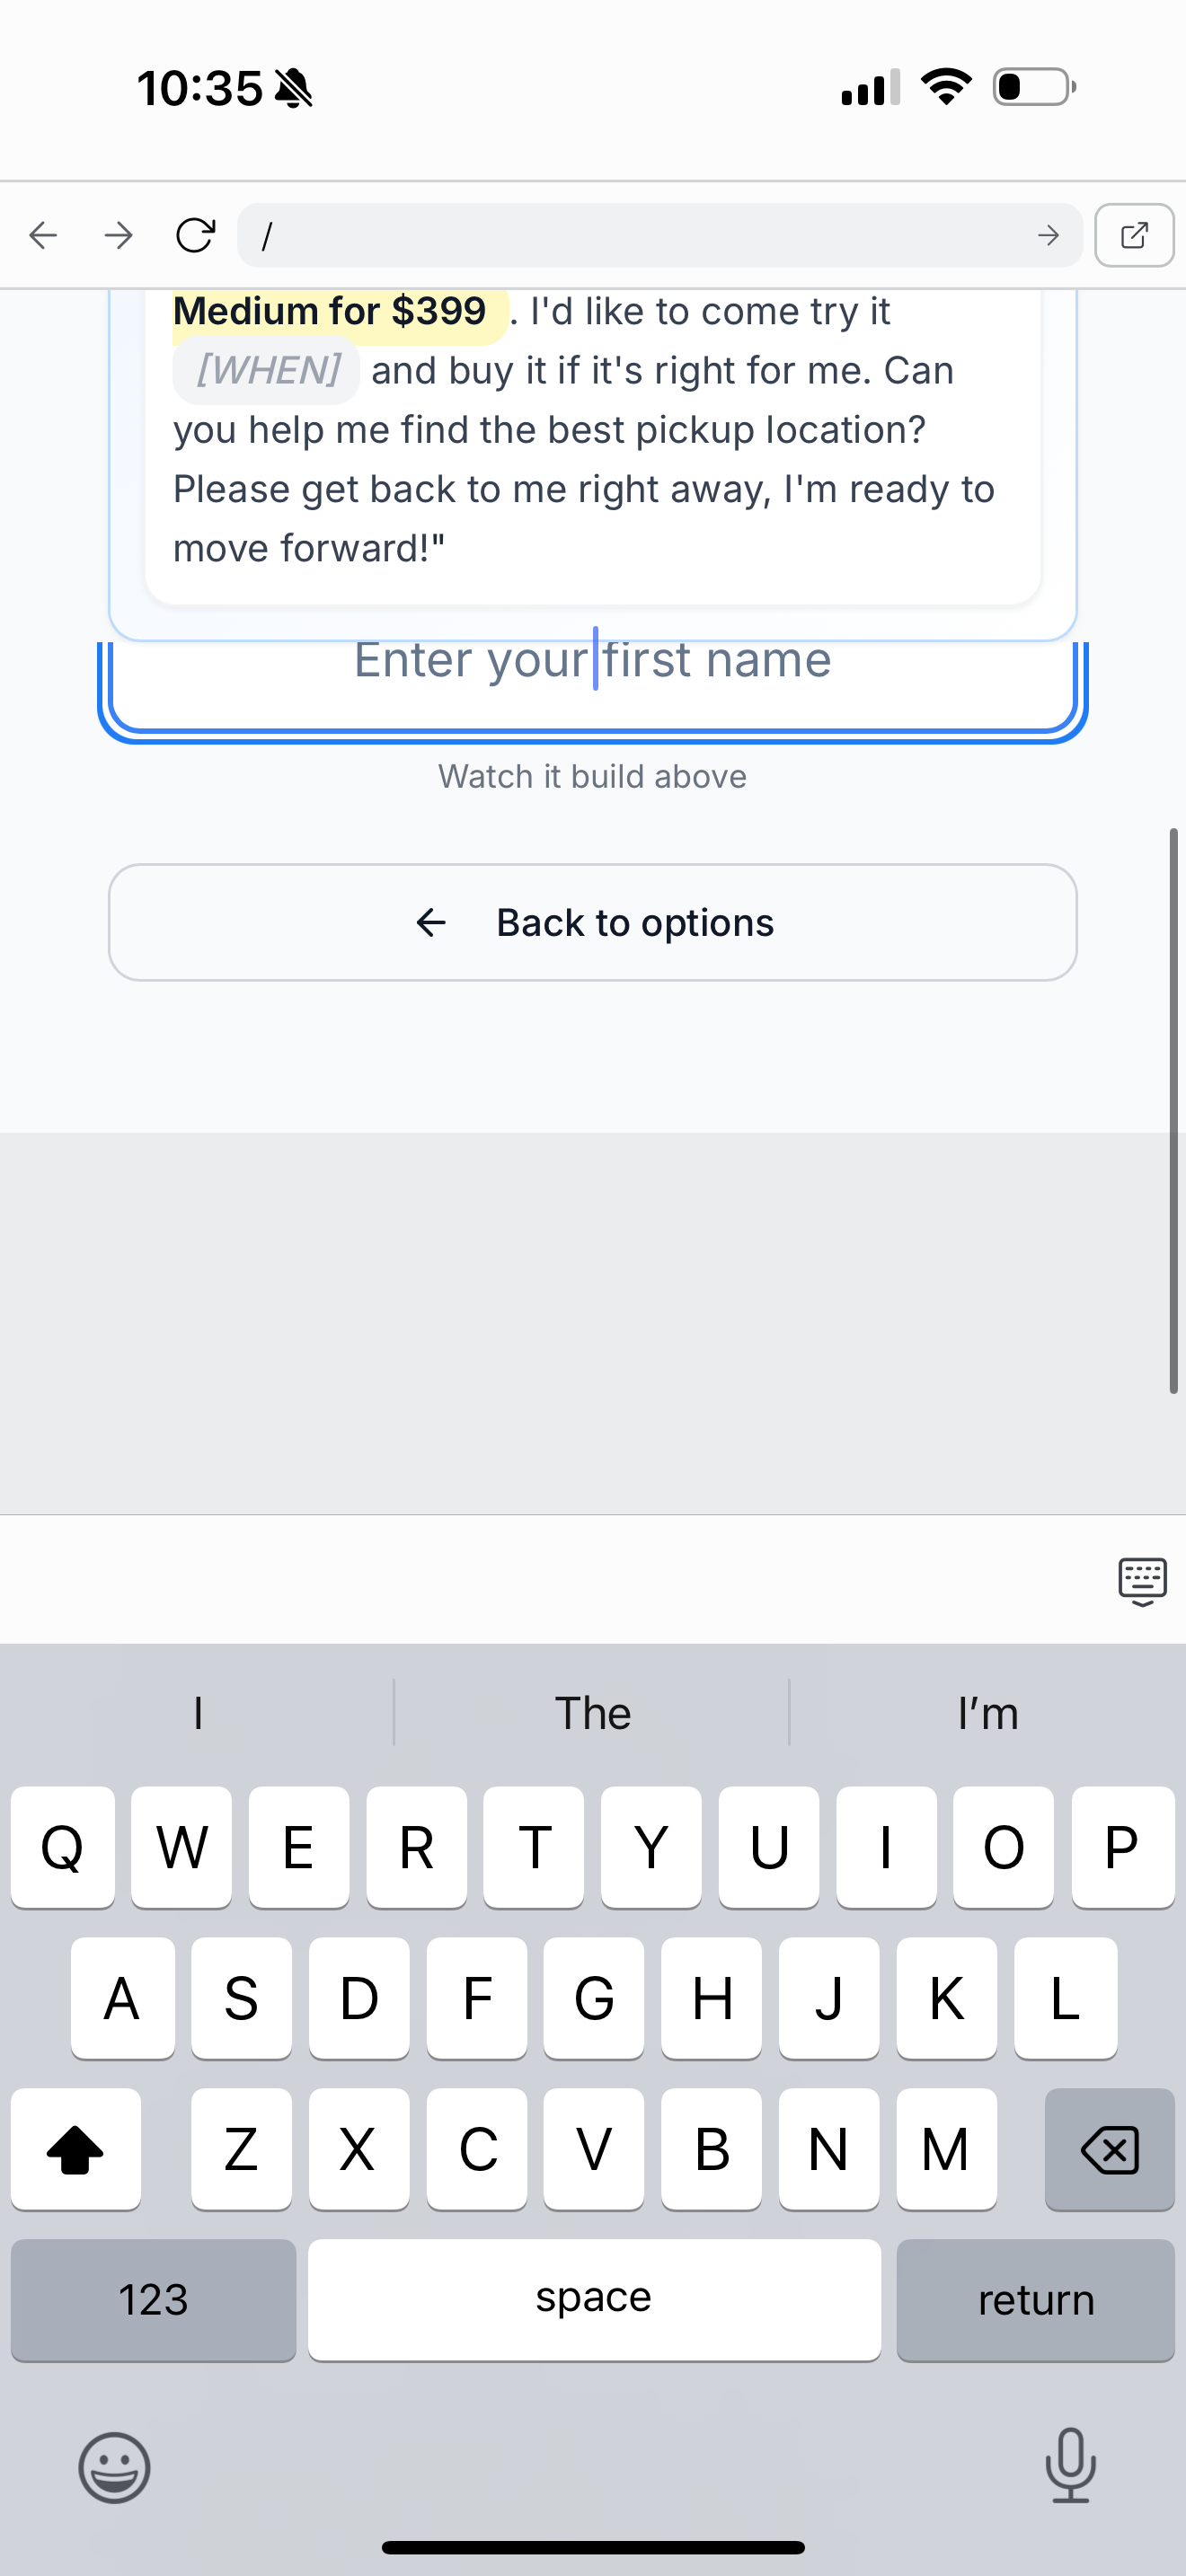 10:35
/
Medium for $399 . I'd like to come try it
[WHEN] and buy it if it's right for me. Can
you help me find the best pickup location?
Please get back to me right away, I'm ready to
move forward!"
Enter your first name
Watch it build above
← Back to options
I The I’m
Q W E R T Y U I O P
A S D F G H J K L
Z X C V B N M
123 space return